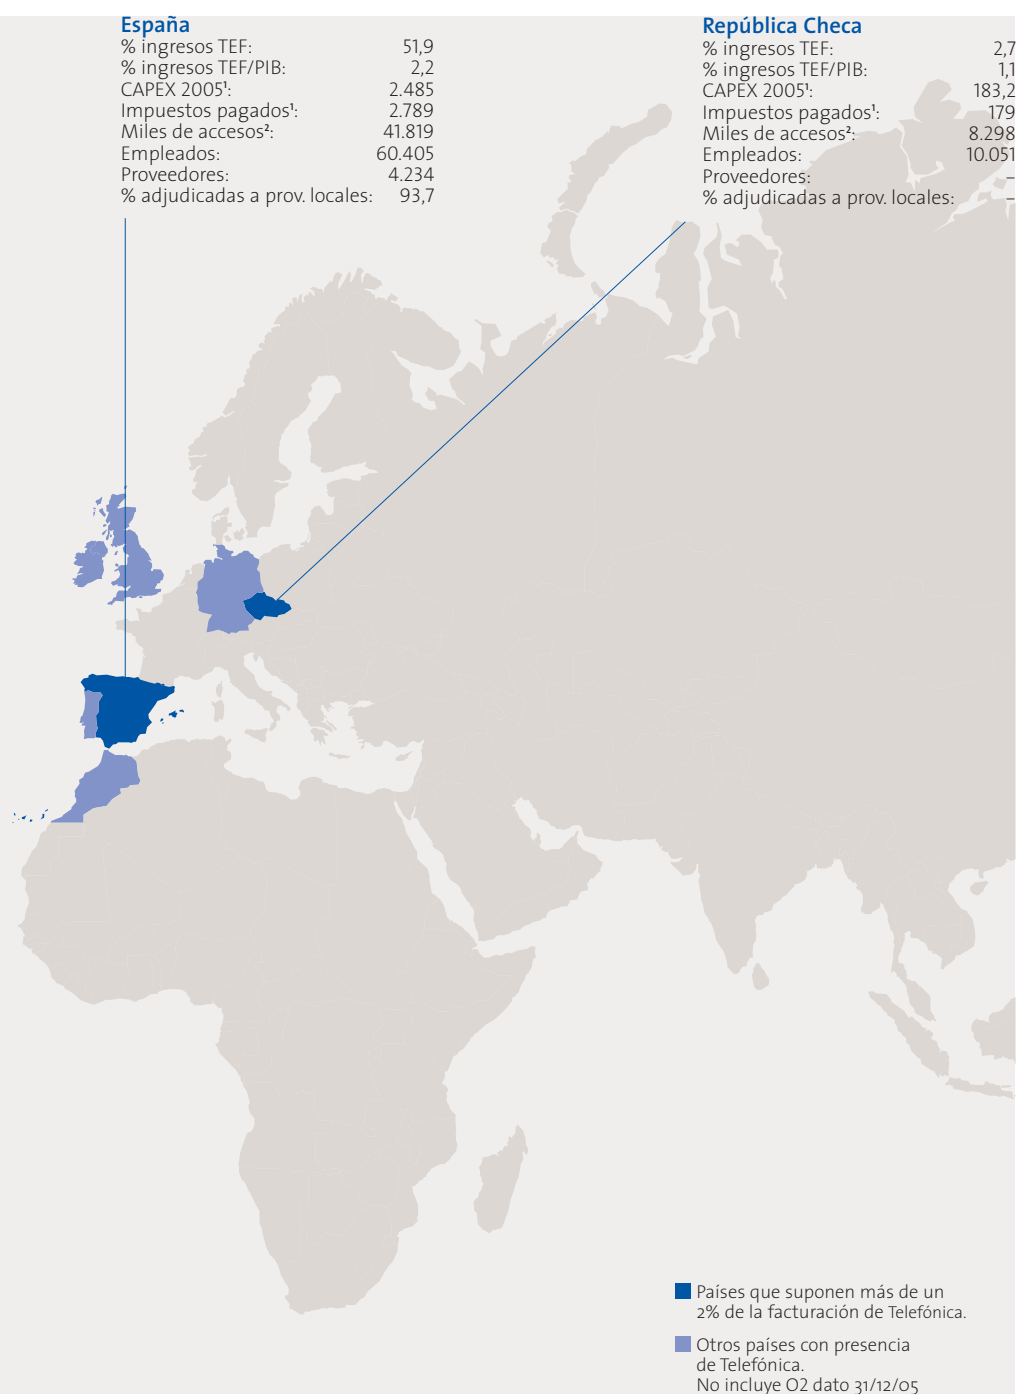 España
% ingresos TEF: 51,9
% ingresos TEF/PIB: 2,2
CAPEX 2005¹: 2.485
Impuestos pagados¹: 2.789
Miles de accesos²: 41.819
Empleados: 60.405
Proveedores: 4.234
% adjudicadas a prov. locales: 93,7
República Checa
% ingresos TEF: 2,7
% ingresos TEF/PIB: 1,1
CAPEX 2005¹: 183,2
Impuestos pagados¹: 179
Miles de accesos²: 8.298
Empleados: 10.051
Proveedores: –
% adjudicadas a prov. locales: –
Países que suponen más de un
2% de la facturación de Telefónica.
Otros países con presencia
de Telefónica.
No incluye O2 dato 31/12/05